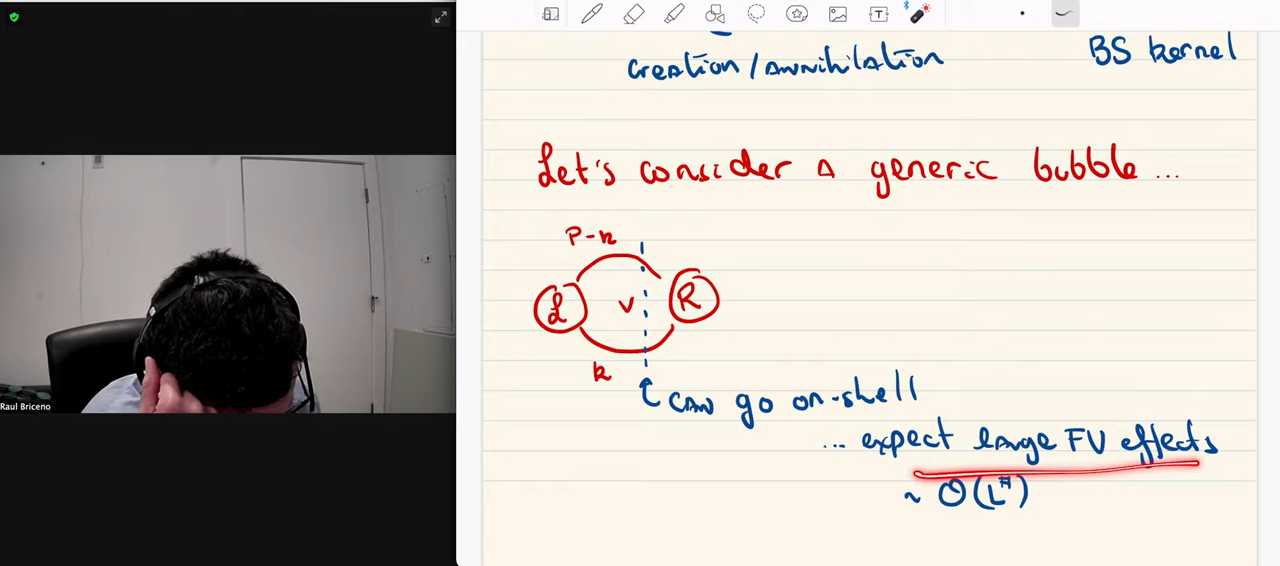 creation/annihilation
BS kernel
Let's consider a generic bubble...
P-k
L
V
R
k
can go on-shell
... expect large FV effects
~ O(L^#)
Raul Briceno
T